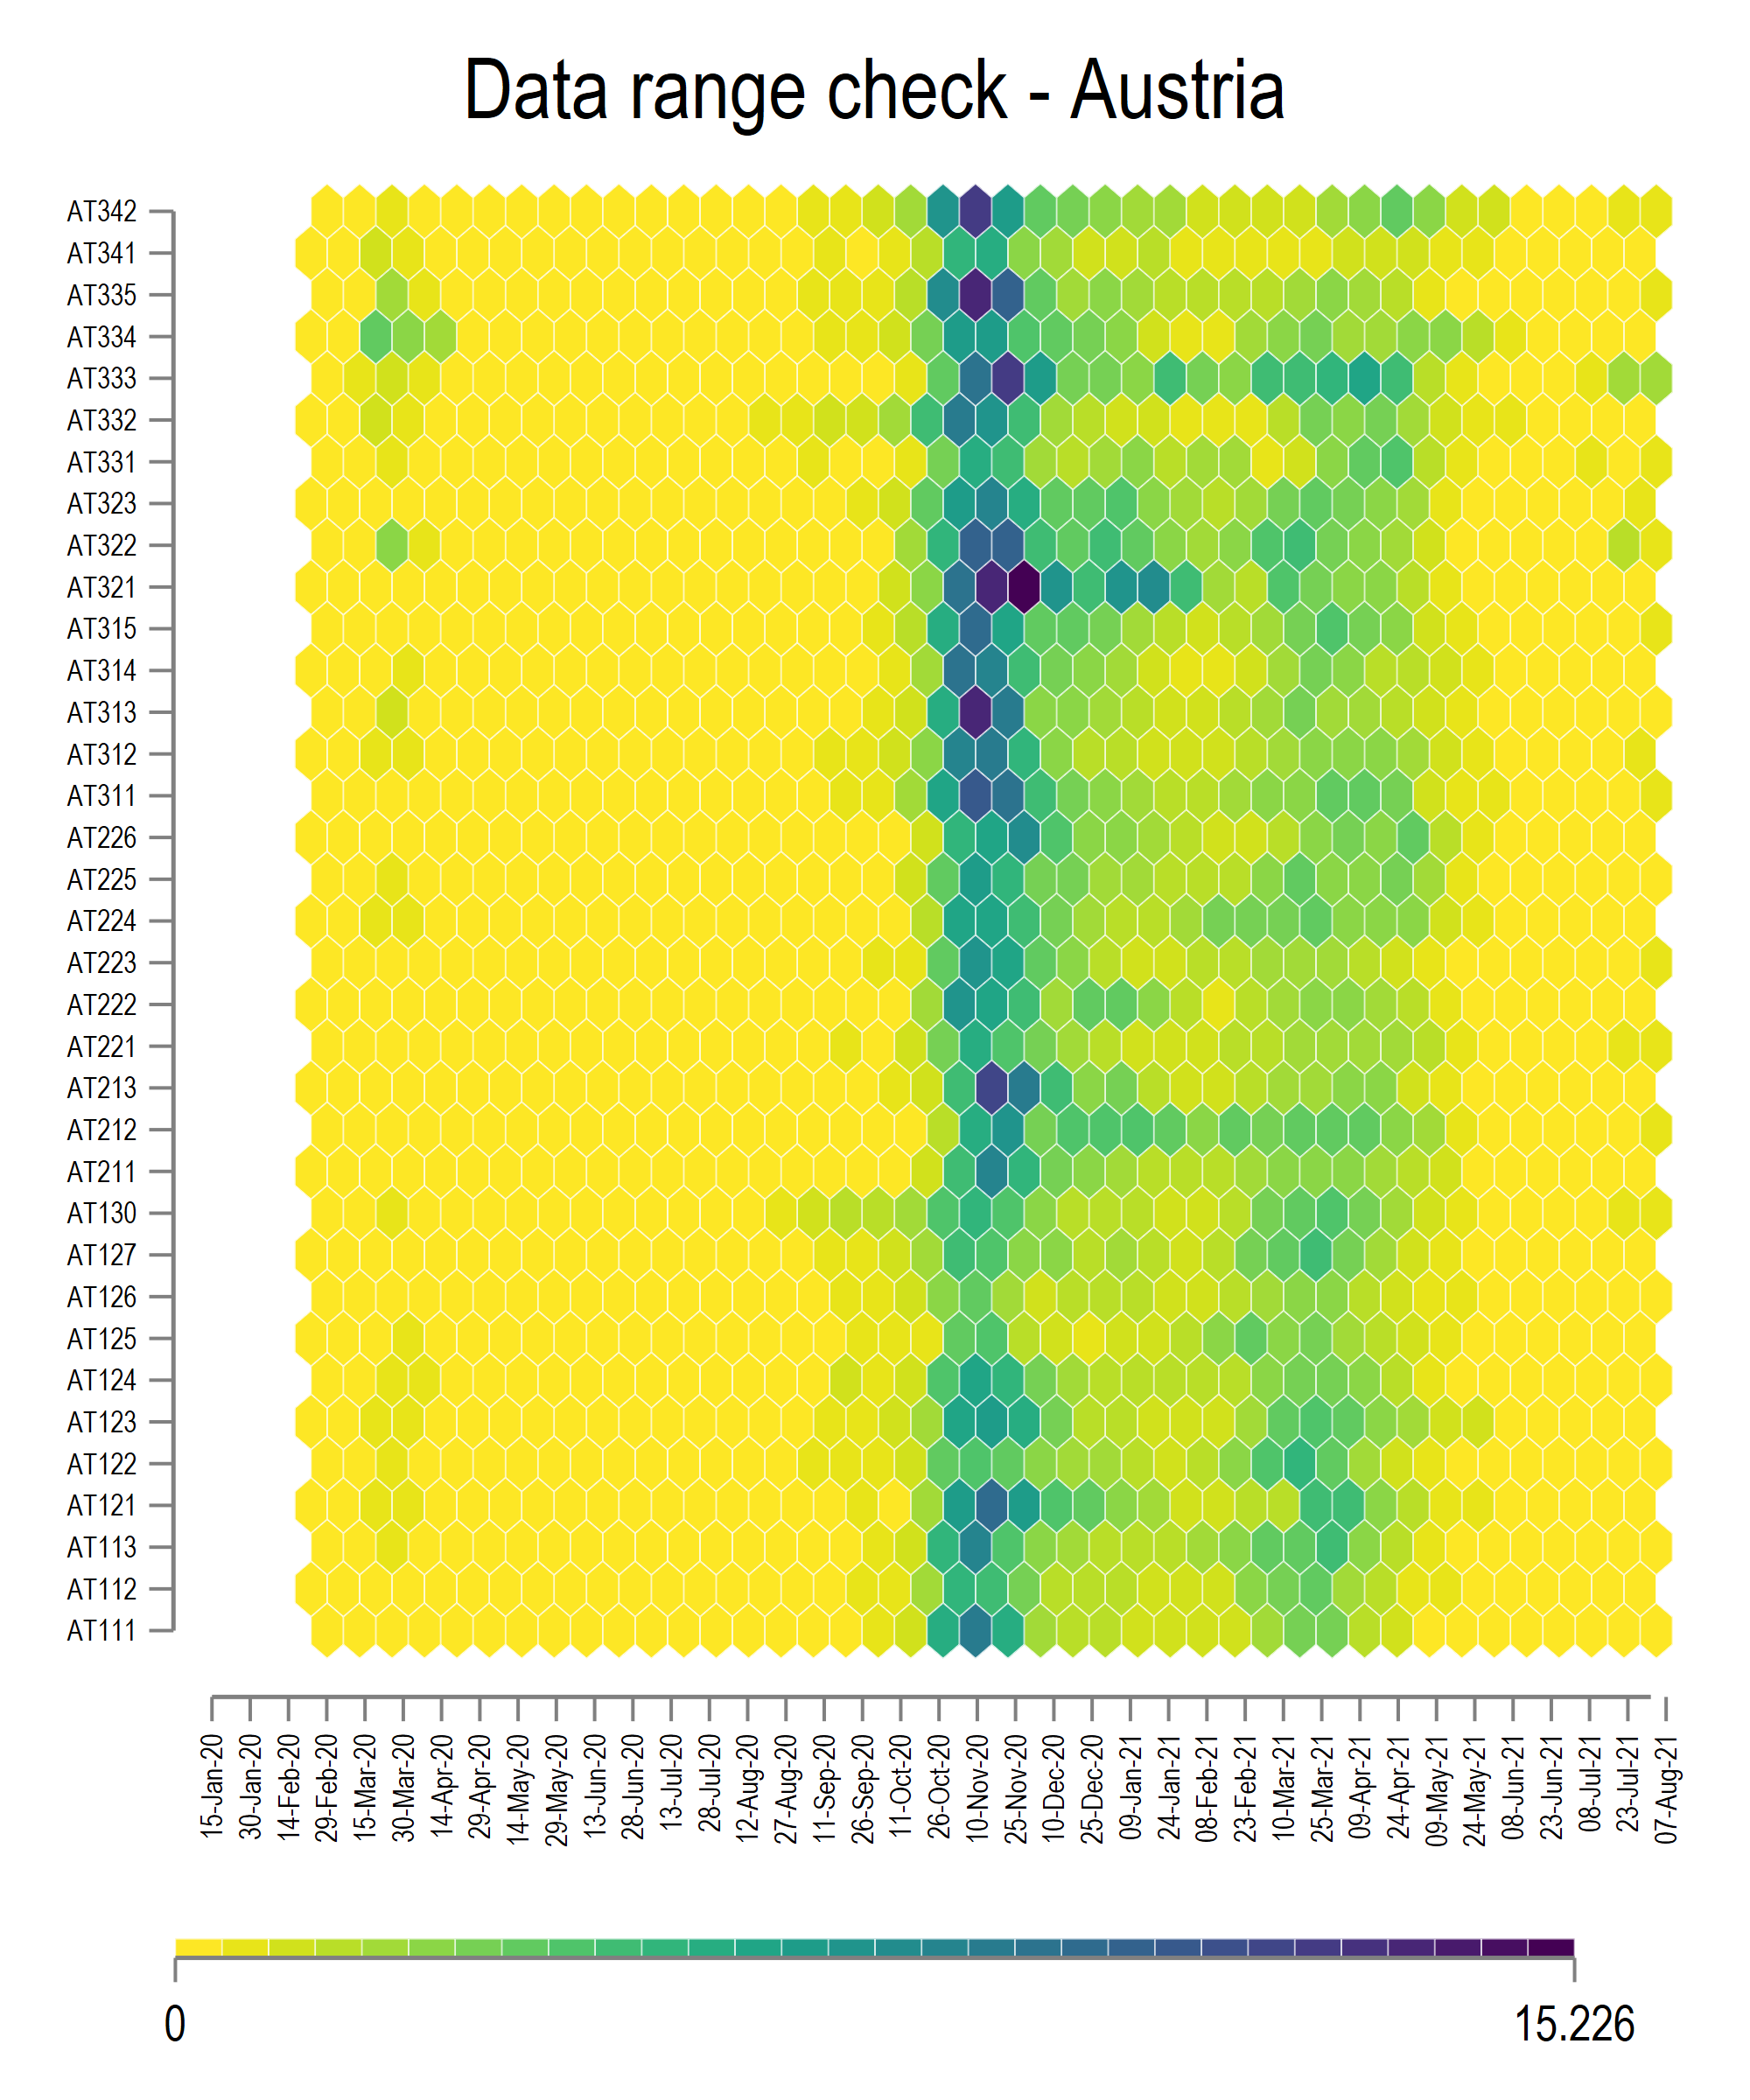 Data range check - Austria
AT342
AT341
AT335
AT334
AT333
AT332
AT331
AT323
AT322
AT321
AT315
AT314
AT313
AT312
AT311
AT226
AT225
AT224
AT223
AT222
AT221
AT213
AT212
AT211
AT130
AT127
AT126
AT125
AT124
AT123
AT122
AT121
AT113
AT112
AT111
15-Jan-20
30-Jan-20
14-Feb-20
29-Feb-20
15-Mar-20
30-Mar-20
14-Apr-20
29-Apr-20
14-May-20
29-May-20
13-Jun-20
28-Jun-20
13-Jul-20
28-Jul-20
12-Aug-20
27-Aug-20
11-Sep-20
26-Sep-20
11-Oct-20
26-Oct-20
10-Nov-20
25-Nov-20
10-Dec-20
25-Dec-20
09-Jan-21
24-Jan-21
08-Feb-21
23-Feb-21
10-Mar-21
25-Mar-21
09-Apr-21
24-Apr-21
09-May-21
24-May-21
08-Jun-21
23-Jun-21
08-Jul-21
23-Jul-21
07-Aug-21
0
15.226